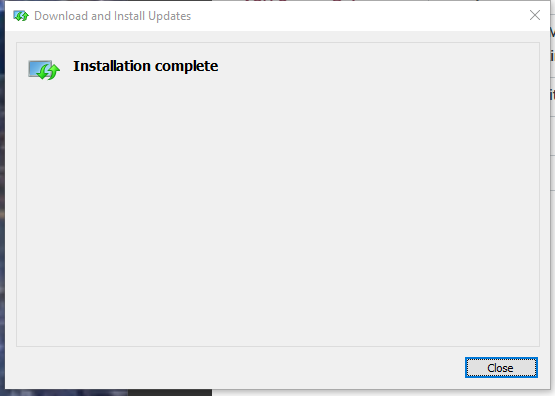 Download and Install Updates
Installation complete
Close